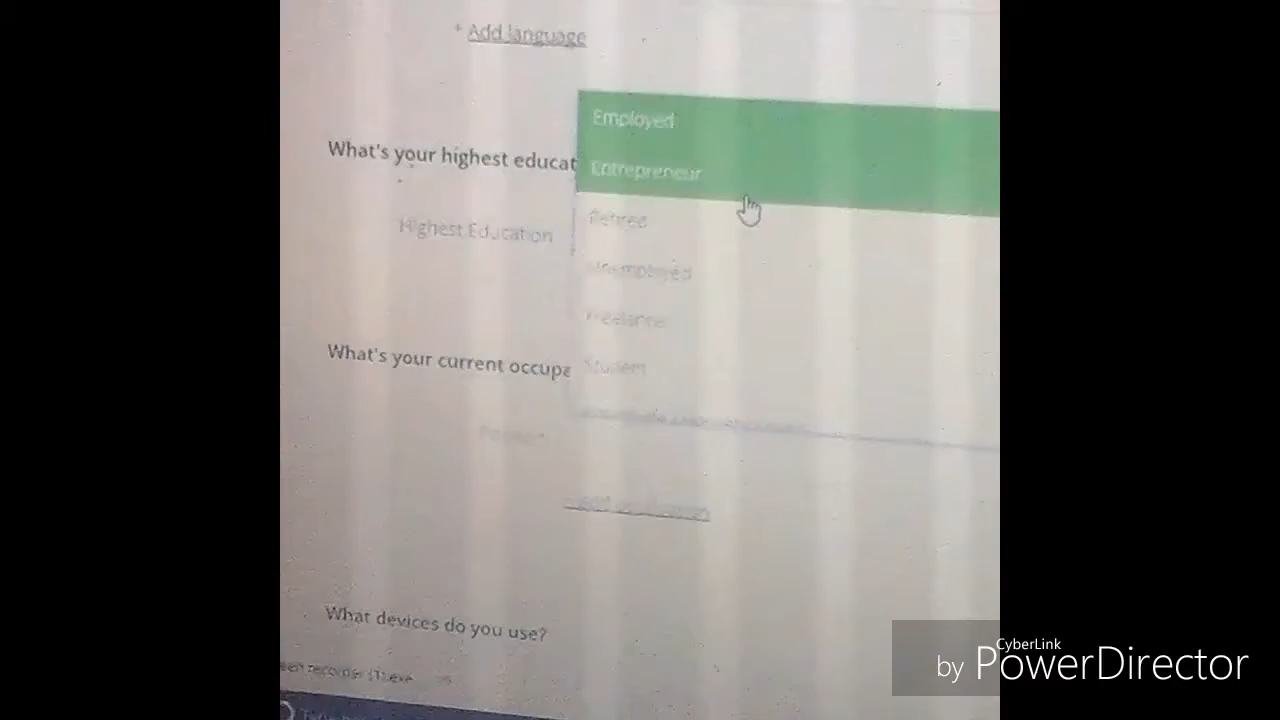 + Add language
Employed
What's your highest educat
Entrepreneur
Retired
Highest Education
Unemployed
Freelance
What's your current occupa
Student
What devices do you use?
CyberLink
by PowerDirector